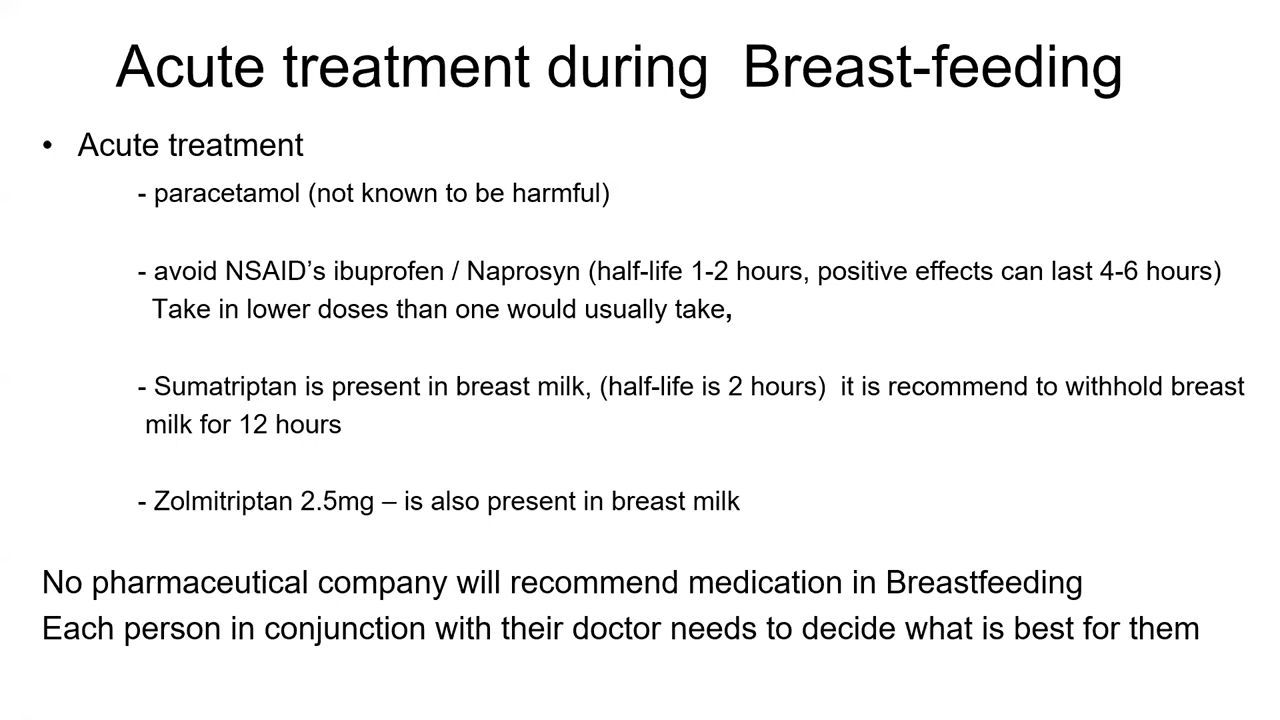 Acute treatment during  Breast-feeding
• Acute treatment
- paracetamol (not known to be harmful)
- avoid NSAID’s ibuprofen / Naprosyn (half-life 1-2 hours, positive effects can last 4-6 hours)
Take in lower doses than one would usually take,
- Sumatriptan is present in breast milk, (half-life is 2 hours)  it is recommend to withhold breast
milk for 12 hours
- Zolmitriptan 2.5mg – is also present in breast milk
No pharmaceutical company will recommend medication in Breastfeeding
Each person in conjunction with their doctor needs to decide what is best for them